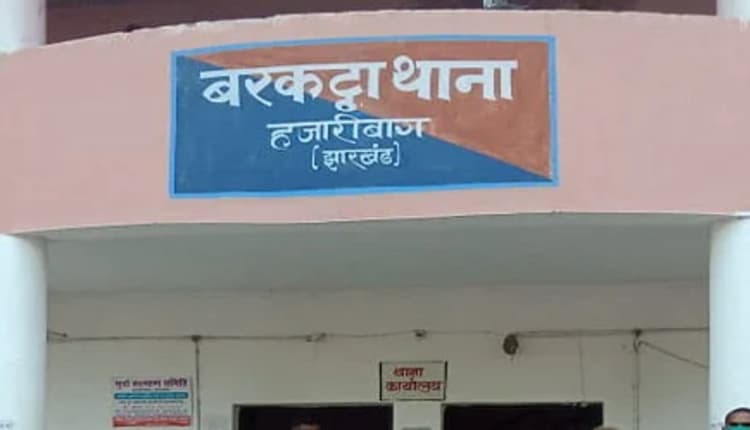 बरकट्ठा थाना
हजारीबाग
(झारखंड)
थाना
कार्यालय